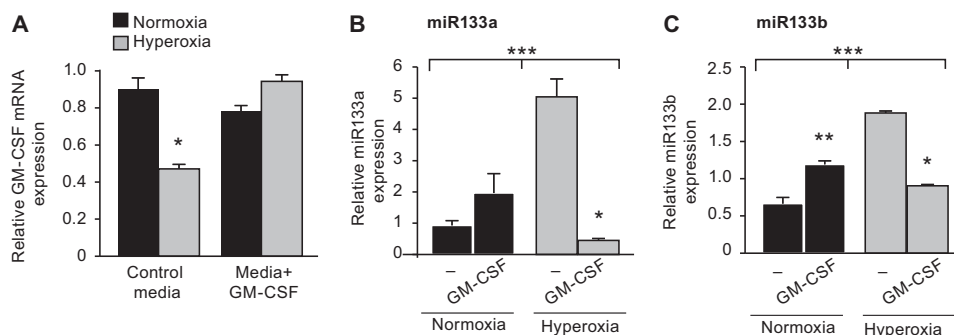 A
Normoxia
Hyperoxia
Relative GM-CSF mRNA
expression
1.0
0.8
0.6
0.4
0.2
0
*
Control
media
Media+
GM-CSF
B
miR133a
***
Relative miR133a
expression
6
5
4
3
2
1
0
*
–
GM-CSF
–
GM-CSF
Normoxia
Hyperoxia
C
miR133b
***
Relative miR133b
expression
2.5
2.0
1.5
1.0
0.5
0
**
*
–
GM-CSF
–
GM-CSF
Normoxia
Hyperoxia